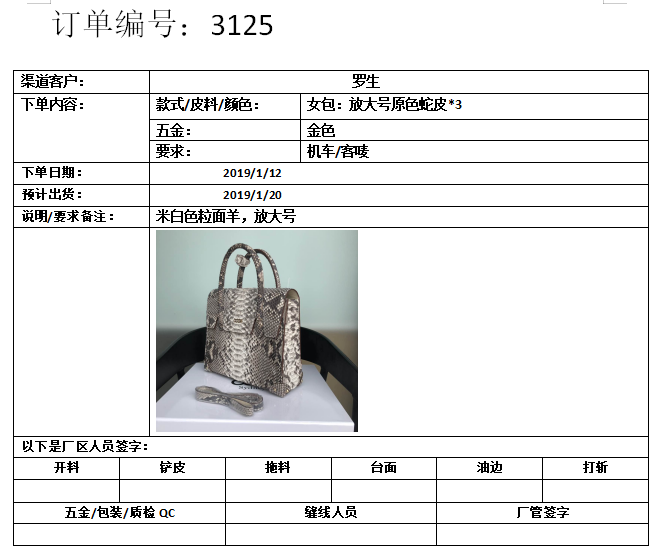 订单编号：3125
渠道客户： 罗生
下单内容： 款式/皮料/颜色： 女包：放大号原色蛇皮*3
五金： 金色
要求： 机车/客唛
下单日期： 2019/1/12
预计出货： 2019/1/20
说明/要求备注： 米白色粒面羊，放大号
以下是厂区人员签字：
开料 铲皮 拖料 台面 油边 打斩
五金/包装/质检 QC 缝线人员 厂管签字